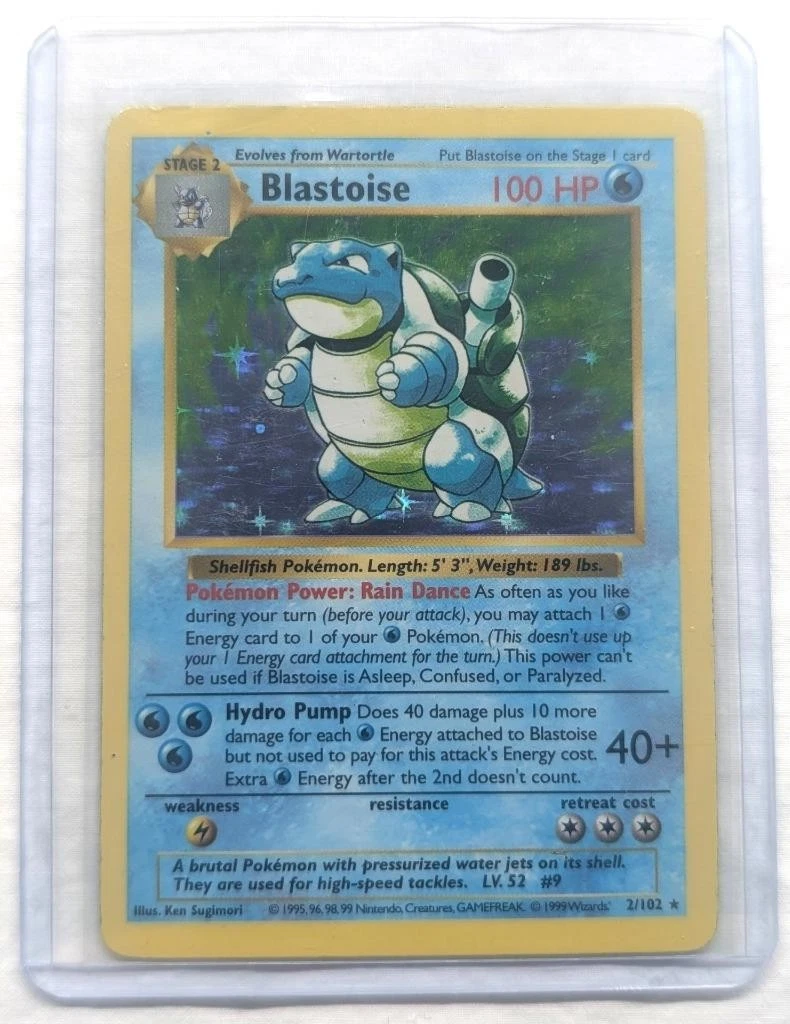 STAGE 2
Evolves from Wartortle
Put Blastoise on the Stage 1 card
Blastoise
100 HP
Shellfish Pokémon. Length: 5' 3", Weight: 189 lbs.
Pokémon Power: Rain Dance As often as you like
during your turn (before your attack), you may attach 1
Energy card to 1 of your Pokémon. (This doesn't use up
your 1 Energy card attachment for the turn.) This power can't
be used if Blastoise is Asleep, Confused, or Paralyzed.
Hydro Pump Does 40 damage plus 10 more
damage for each Energy attached to Blastoise
but not used to pay for this attack's Energy cost.
Extra Energy after the 2nd doesn't count.
40+
weakness
resistance
retreat cost
A brutal Pokémon with pressurized water jets on its shell.
They are used for high-speed tackles. LV. 52 #9
Illus. Ken Sugimori
© 1995, 96, 98, 99 Nintendo, Creatures, GAMEFREAK. © 1999 Wizards.
2/102 ★